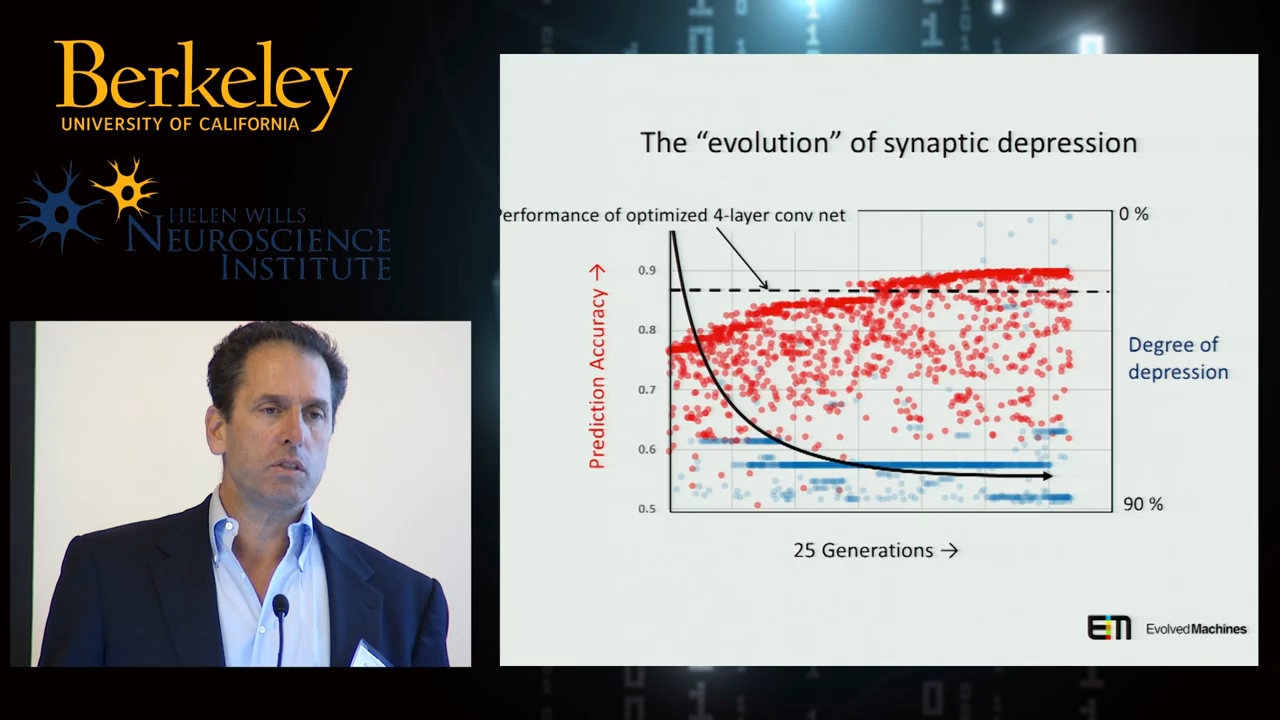 Berkeley
UNIVERSITY OF CALIFORNIA
HELEN WILLS
NEUROSCIENCE
INSTITUTE
The “evolution” of synaptic depression
Performance of optimized 4-layer conv net
0 %
0.9
0.8
0.7
0.6
0.5
Prediction Accuracy →
Degree of
depression
90 %
25 Generations →
EM EvolvedMachines